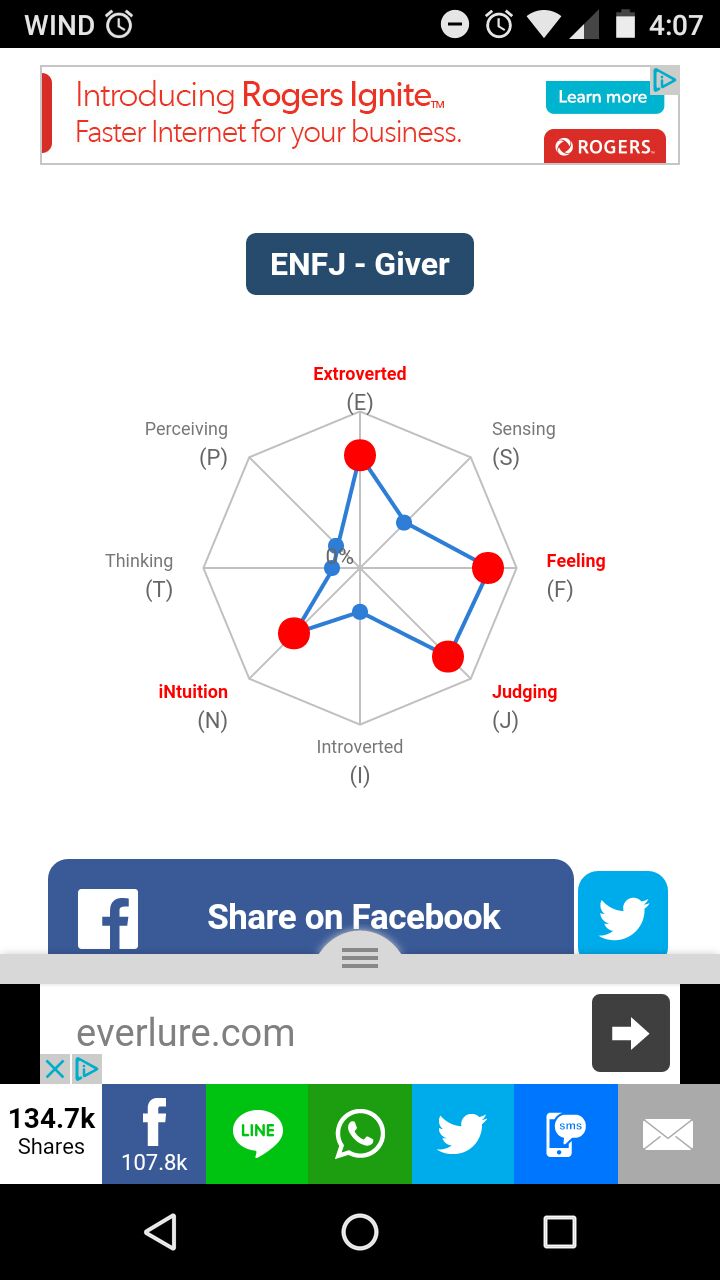 WIND 4:07
Introducing Rogers Ignite™
Faster Internet for your business.
Learn more
ROGERS™
ENFJ - Giver
Extroverted
(E)
Perceiving
(P)
Sensing
(S)
Thinking
(T)
0%
Feeling
(F)
iNtuition
(N)
Judging
(J)
Introverted
(I)
Share on Facebook
everlure.com
134.7k
Shares
107.8k
LINE
sms